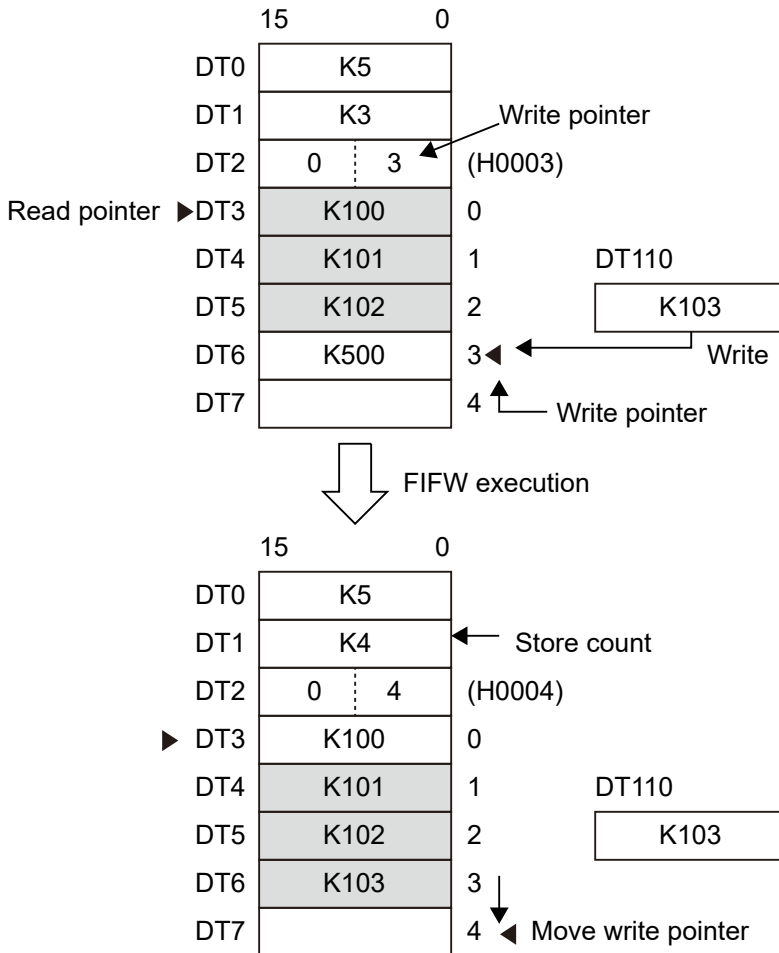 15 0
DT0 K5
DT1 K3 Write pointer
DT2 0 3 (H0003)
Read pointer DT3 K100 0
DT4 K101 1 DT110
DT5 K102 2 K103
DT6 K500 3 Write
DT7 4 Write pointer
FIFW execution
15 0
DT0 K5
DT1 K4 Store count
DT2 0 4 (H0004)
DT3 K100 0
DT4 K101 1 DT110
DT5 K102 2 K103
DT6 K103 3
DT7 4 Move write pointer